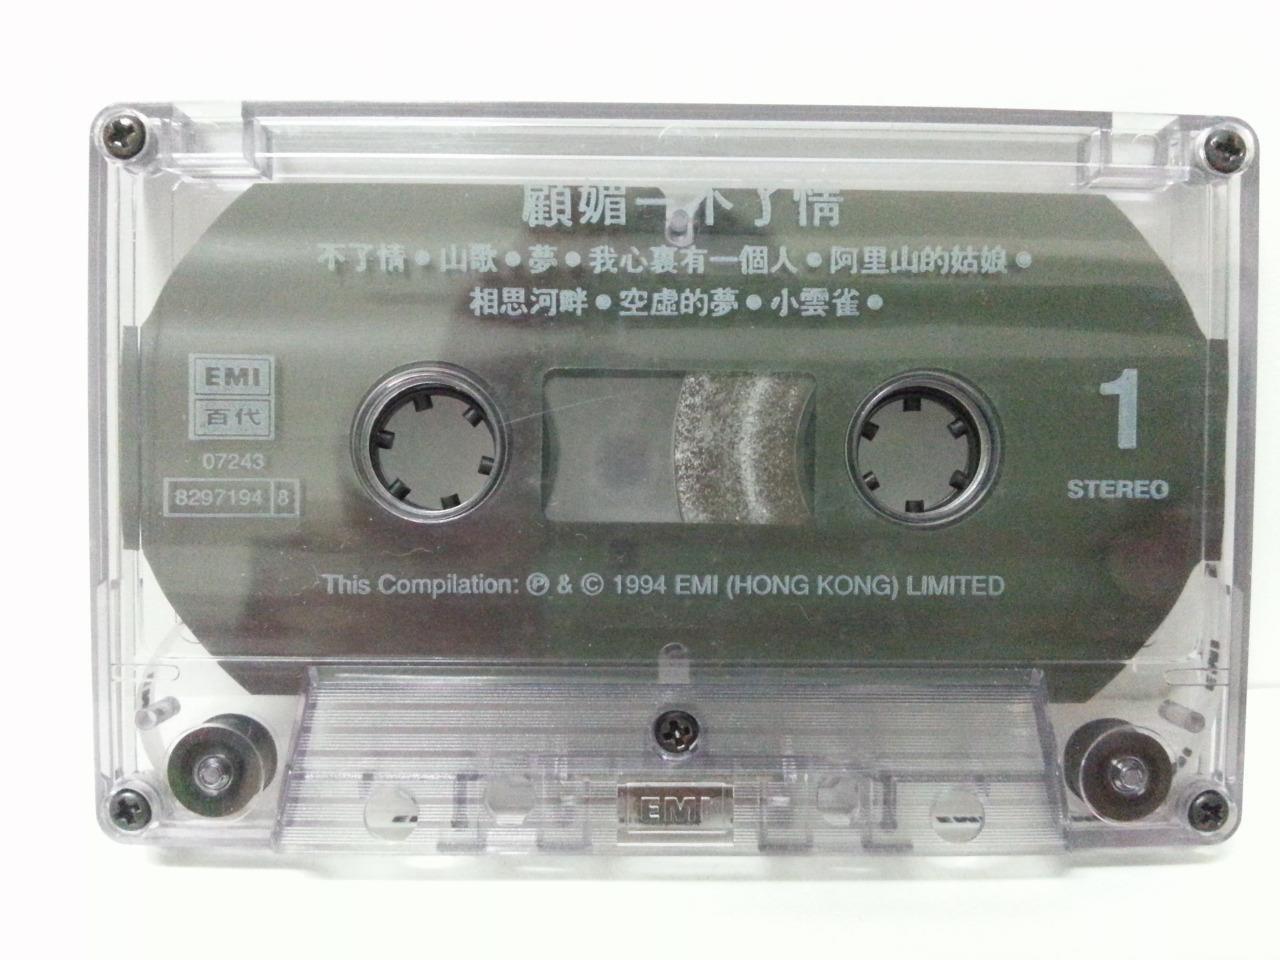 顧媚一不了情
不了情•山歌•夢•我心裏有一個人•阿里山的姑娘•
相思河畔•空虛的夢•小雲雀•
EMI
百代
07243
8297194 8
1
STEREO
This Compilation: ℗ & © 1994 EMI (HONG KONG) LIMITED
EMI